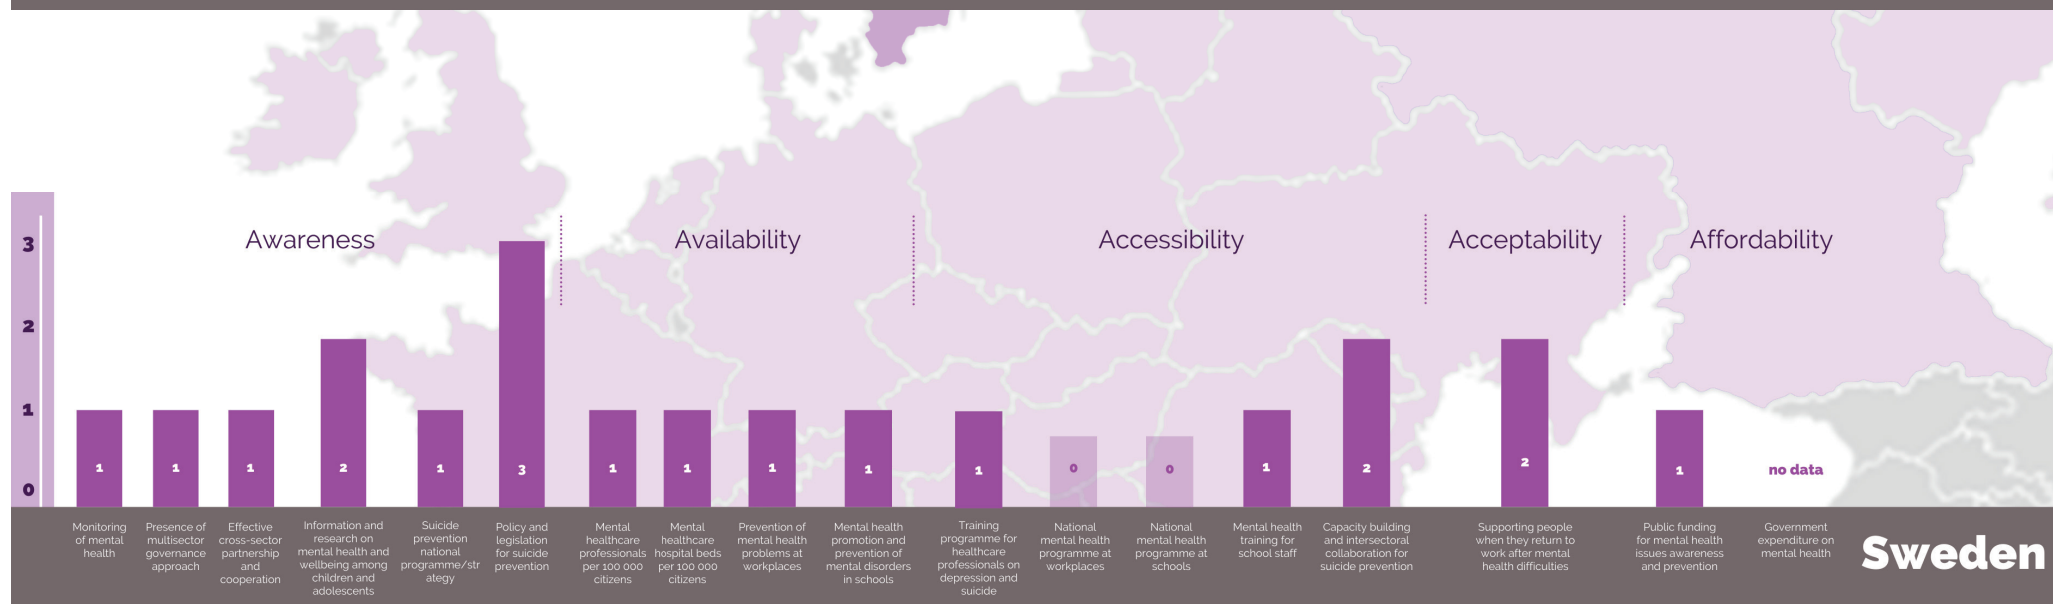 Awareness
Availability
Accessibility
Acceptability
Affordability
3
2
1
0
1
1
1
2
1
3
1
1
1
1
1
0
0
1
2
2
1
no data
Monitoring
of mental
health
Presence of
multisector
governance
approach
Effective
cross-sector
partnership
and
cooperation
Information and
research on
mental health and
wellbeing among
children and
adolescents
Suicide
prevention
national
programme/str
ategy
Policy and
legislation
for suicide
prevention
Mental
healthcare
professionals
per 100 000
citizens
Mental
healthcare
hospital beds
per 100 000
citizens
Prevention of
mental health
problems at
workplaces
Mental health
promotion and
prevention of
mental disorders
in schools
Training
programme for
healthcare
professionals on
depression and
suicide
National
mental health
programme at
workplaces
National
mental health
programme at
schools
Mental health
training for
school staff
Capacity building
and intersectoral
collaboration for
suicide prevention
Supporting people
when they return to
work after mental
health difficulties
Public funding
for mental health
issues awareness
and prevention
Government
expenditure on
mental health
Sweden